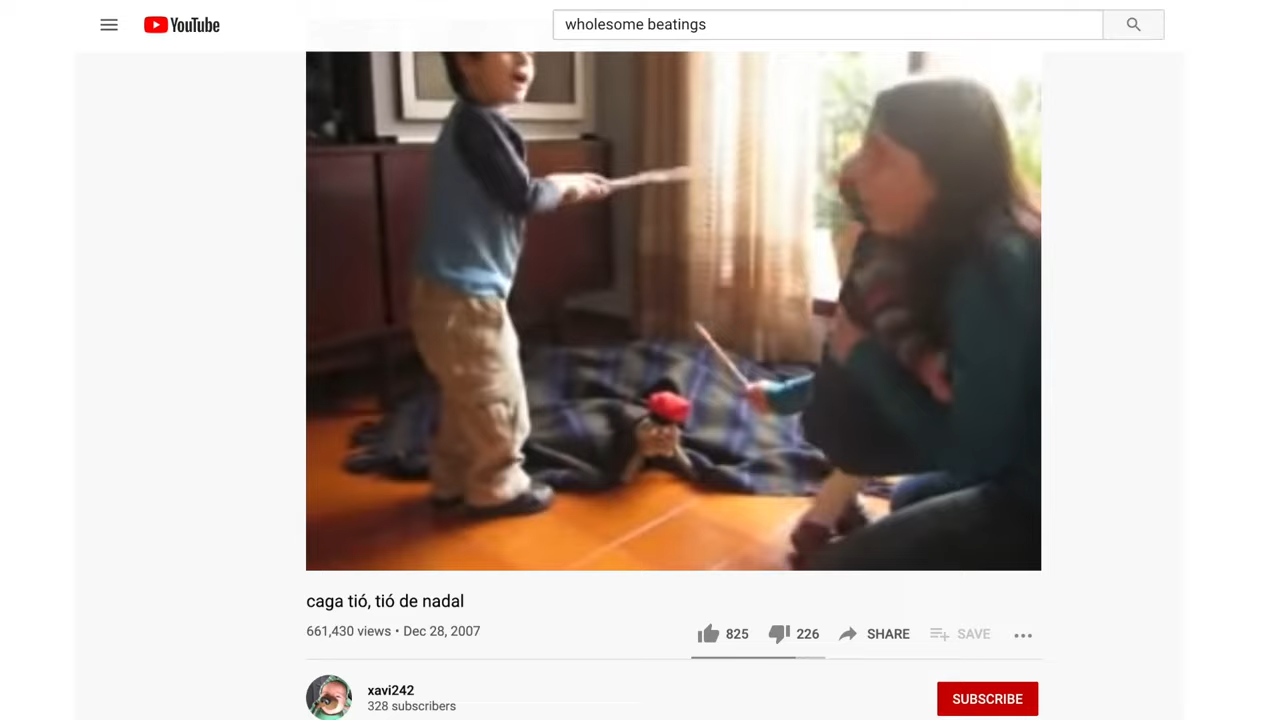 YouTube
wholesome beatings
caga tió, tió de nadal
661,430 views • Dec 28, 2007
825
226
SHARE
SAVE
xavi242
328 subscribers
SUBSCRIBE